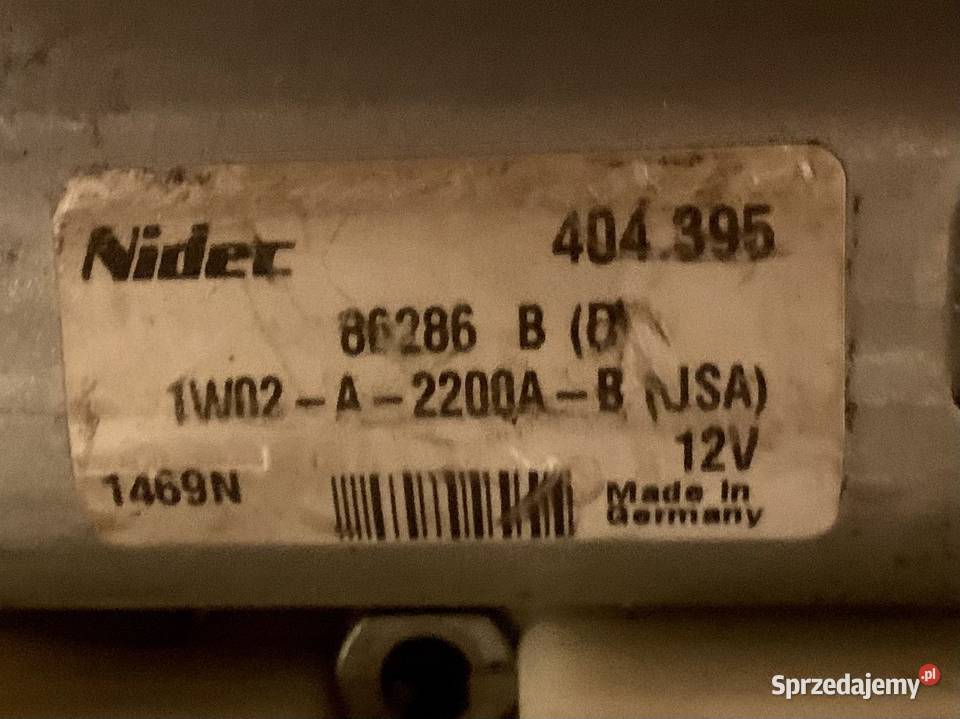 Nidec 404.395
86286 B (B)
1W02-A-2200A-B (USA)
12V
1469N
Made in
Germany
Sprzedajemy.pl